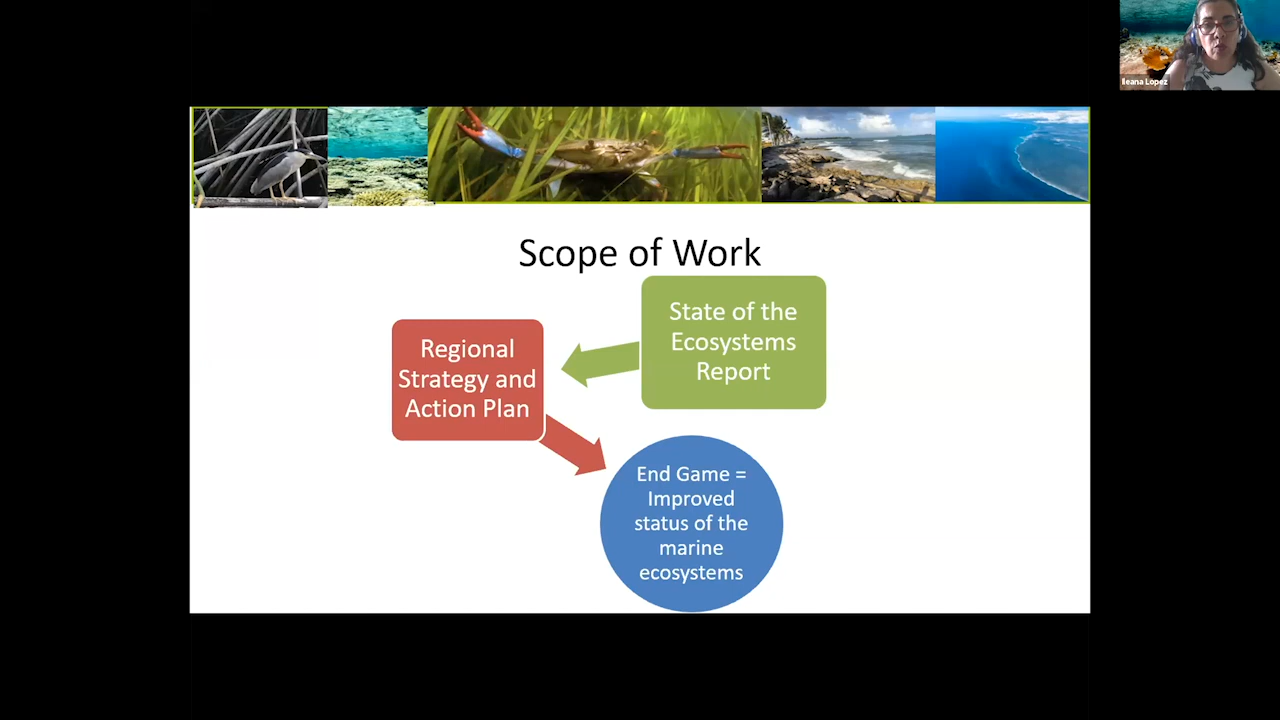 Ileana Lopez
Scope of Work
State of the
Ecosystems
Report
Regional
Strategy and
Action Plan
End Game =
Improved
status of the
marine
ecosystems